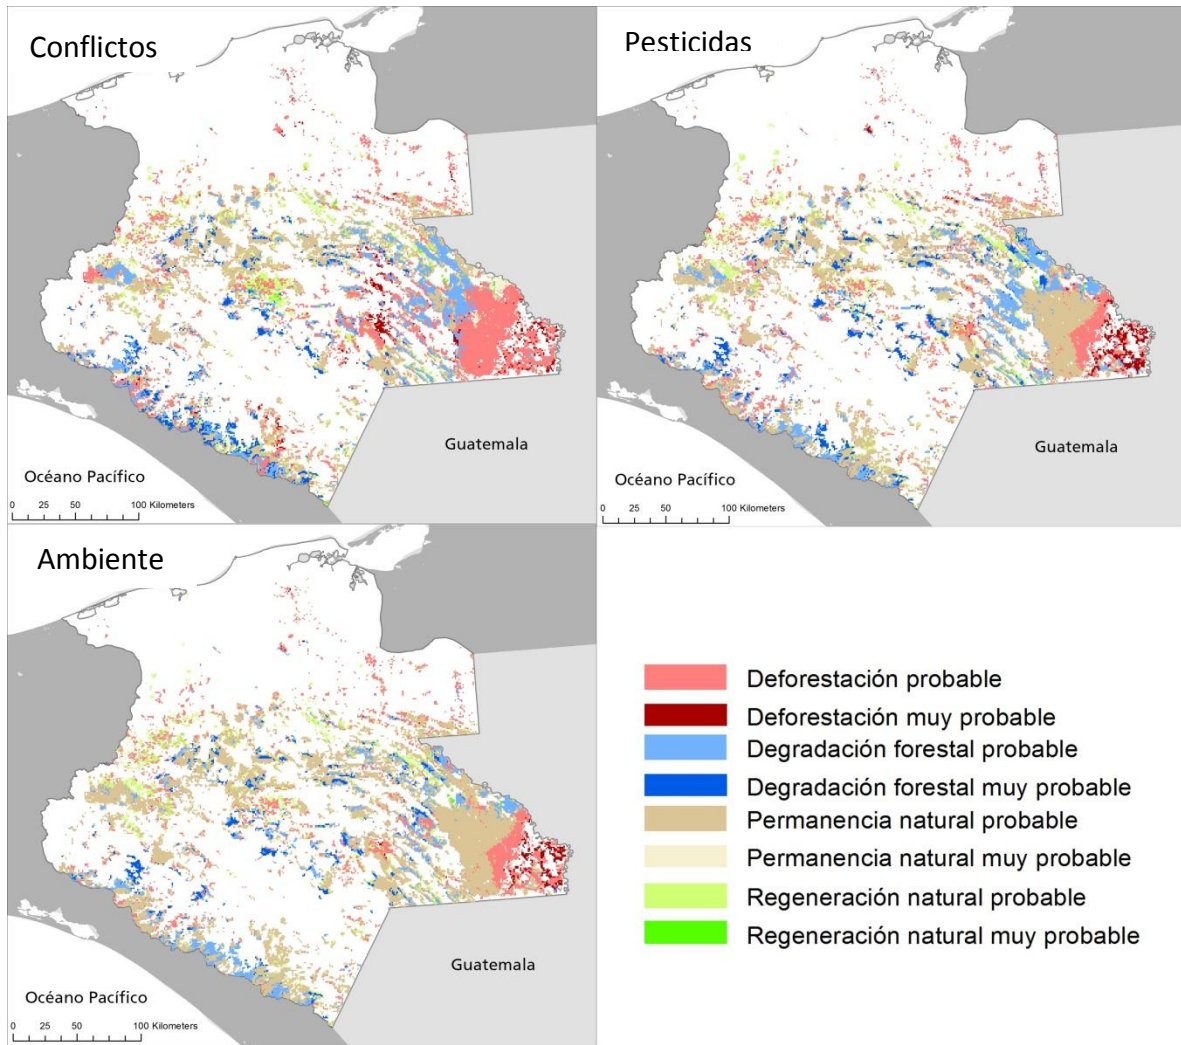 Conflictos
Guatemala
Océano Pacífico
0 25 50 100 Kilometers
Pesticidas
Guatemala
Océano Pacífico
0 25 50 100 Kilometers
Ambiente
Guatemala
Océano Pacífico
0 25 50 100 Kilometers
Deforestación probable
Deforestación muy probable
Degradación forestal probable
Degradación forestal muy probable
Permanencia natural probable
Permanencia natural muy probable
Regeneración natural probable
Regeneración natural muy probable